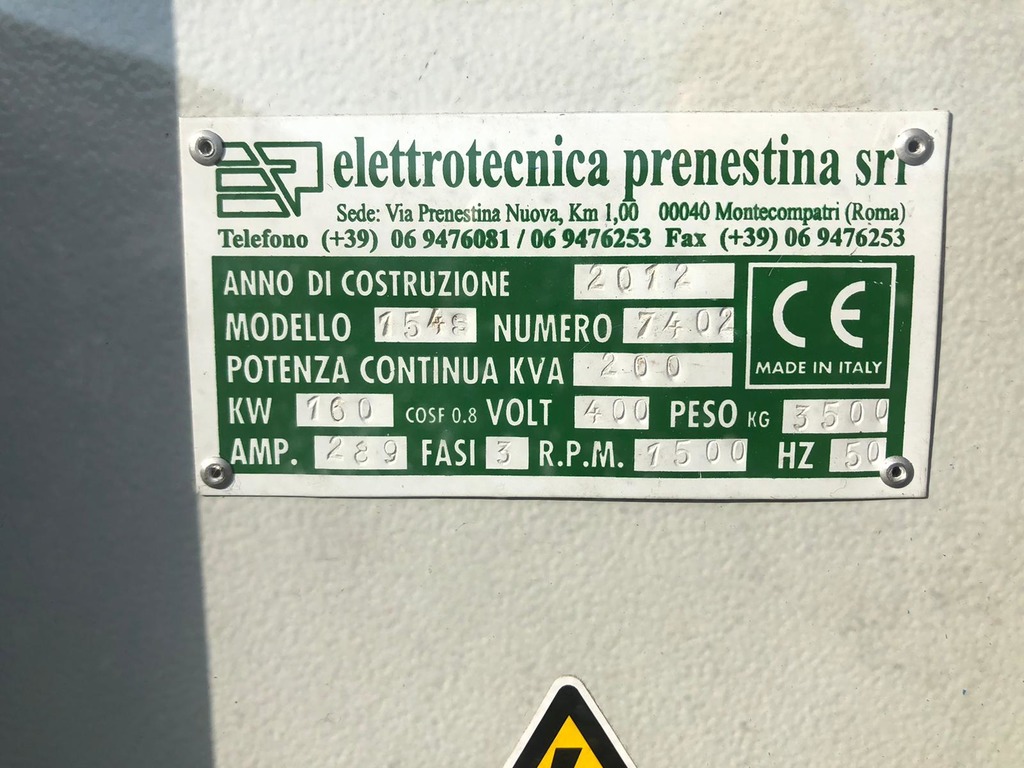 elettrotecnica prenestina srl
Sede: Via Prenestina Nuova, Km 1,00 00040 Montecompatri (Roma)
Telefono (+39) 06 9476081 / 06 9476253 Fax (+39) 06 9476253
ANNO DI COSTRUZIONE 2012
MODELLO 1548 NUMERO 7402
CE
MADE IN ITALY
POTENZA CONTINUA KVA 200
KW 160 COSF 0.8 VOLT 400 PESO KG 3500
AMP. 289 FASI 3 R.P.M. 1500 HZ 50